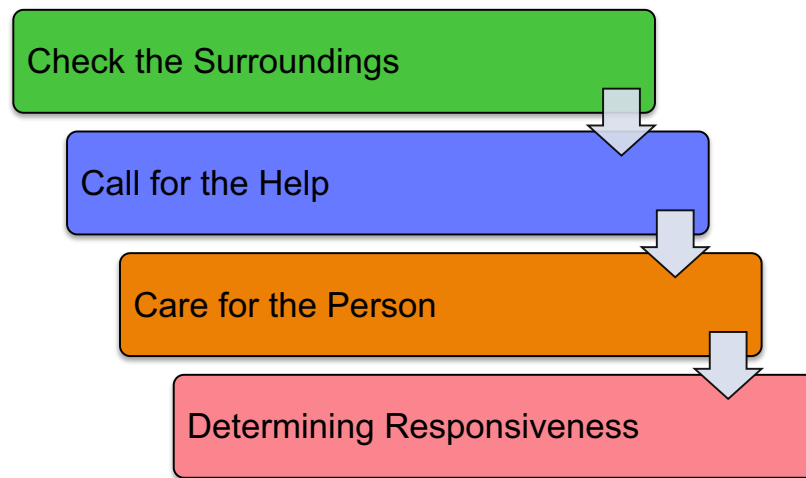 Check the Surroundings
Call for the Help
Care for the Person
Determining Responsiveness